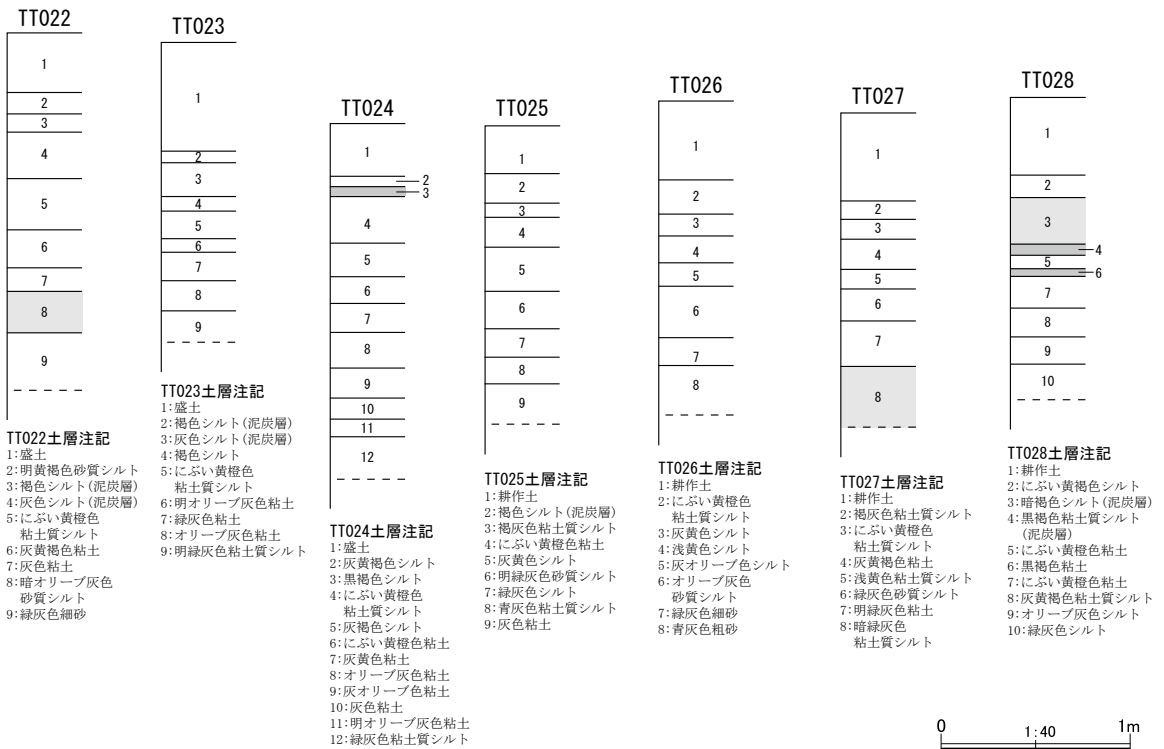 TT022
1
2
3
4
5
6
7
8
9
TT022土層注記
1:盛土
2:明黄褐色砂質シルト
3:褐色シルト(泥炭層)
4:灰色シルト(泥炭層)
5:にぶい黄橙色
粘土質シルト
6:灰黄褐色粘土
7:灰色粘土
8:暗オリーブ灰色
砂質シルト
9:緑灰色細砂
TT023
1
2
3
4
5
6
7
8
9
TT023土層注記
1:盛土
2:褐色シルト(泥炭層)
3:灰色シルト(泥炭層)
4:褐色シルト
5:にぶい黄橙色
粘土質シルト
6:明オリーブ灰色粘土
7:緑灰色粘土
8:オリーブ灰色粘土
9:明緑灰色粘土質シルト
TT024
1
2
3
4
5
6
7
8
9
10
11
12
TT024土層注記
1:盛土
2:灰黄褐色シルト
3:黒褐色シルト
4:にぶい黄橙色
粘土質シルト
5:灰褐色シルト
6:にぶい黄橙色粘土
7:灰黄色粘土
8:オリーブ灰色粘土
9:灰オリーブ色粘土
10:灰色粘土
11:明オリーブ灰色粘土
12:緑灰色粘土質シルト
TT025
1
2
3
4
5
6
7
8
9
TT025土層注記
1:耕作土
2:褐色シルト(泥炭層)
3:褐灰色粘土質シルト
4:にぶい黄橙色粘土
5:灰黄色シルト
6:明緑灰色砂質シルト
7:緑灰色シルト
8:青灰色粘土質シルト
9:灰色粘土
TT026
1
2
3
4
5
6
7
8
TT026土層注記
1:耕作土
2:にぶい黄橙色
粘土質シルト
3:灰黄色シルト
4:浅黄色シルト
5:灰オリーブ色シルト
6:オリーブ灰色
砂質シルト
7:緑灰色細砂
8:青灰色粗砂
TT027
1
2
3
4
5
6
7
8
TT027土層注記
1:耕作土
2:褐灰色粘土質シルト
3:にぶい黄橙色
粘土質シルト
4:灰黄褐色粘土
5:浅黄色粘土質シルト
6:緑灰色砂質シルト
7:明緑灰色粘土
8:暗緑灰色
粘土質シルト
TT028
1
2
3
4
5
6
7
8
9
10
TT028土層注記
1:耕作土
2:にぶい黄褐色シルト
3:暗褐色シルト(泥炭層)
4:黒褐色粘土質シルト
(泥炭層)
5:にぶい黄橙色粘土
6:黒褐色粘土
7:にぶい黄橙色粘土
8:灰黄褐色粘土質シルト
9:オリーブ灰色シルト
10:緑灰色シルト
0 1:40 1m